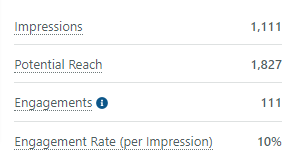 Impressions 1,111
Potential Reach 1,827
Engagements 111
Engagement Rate (per Impression) 10%